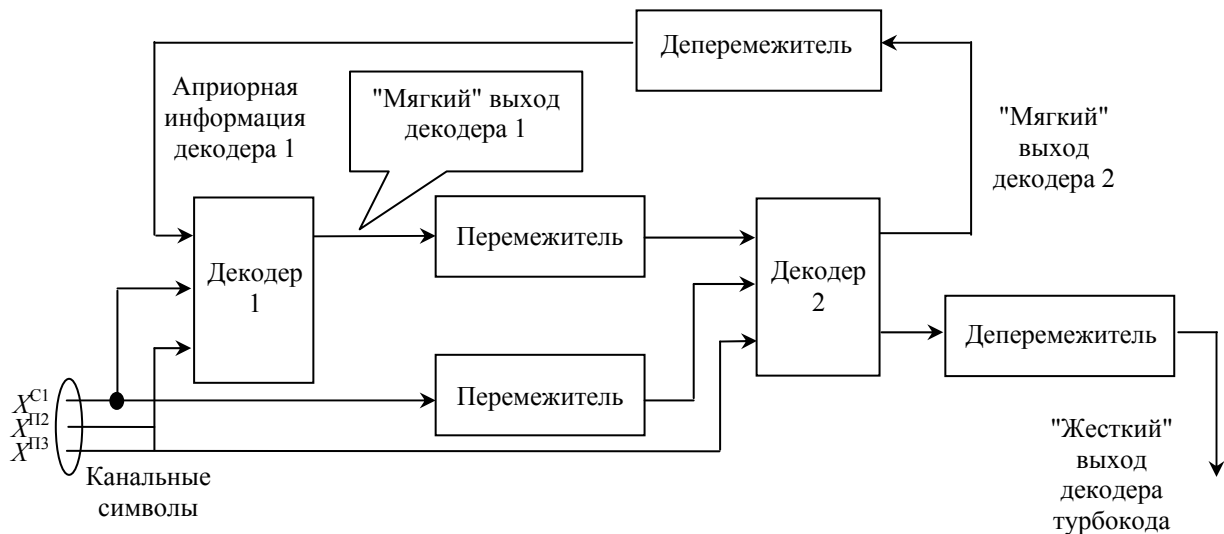 Деперемежитель
Априорная
информация
декодера 1
"Мягкий" выход
декодера 1
"Мягкий"
выход
декодера 2
Декодер
1
Перемежитель
Декодер
2
Деперемежитель
Перемежитель
X^С1
X^П2
X^П3
Канальные
символы
"Жесткий"
выход
декодера
турбокода